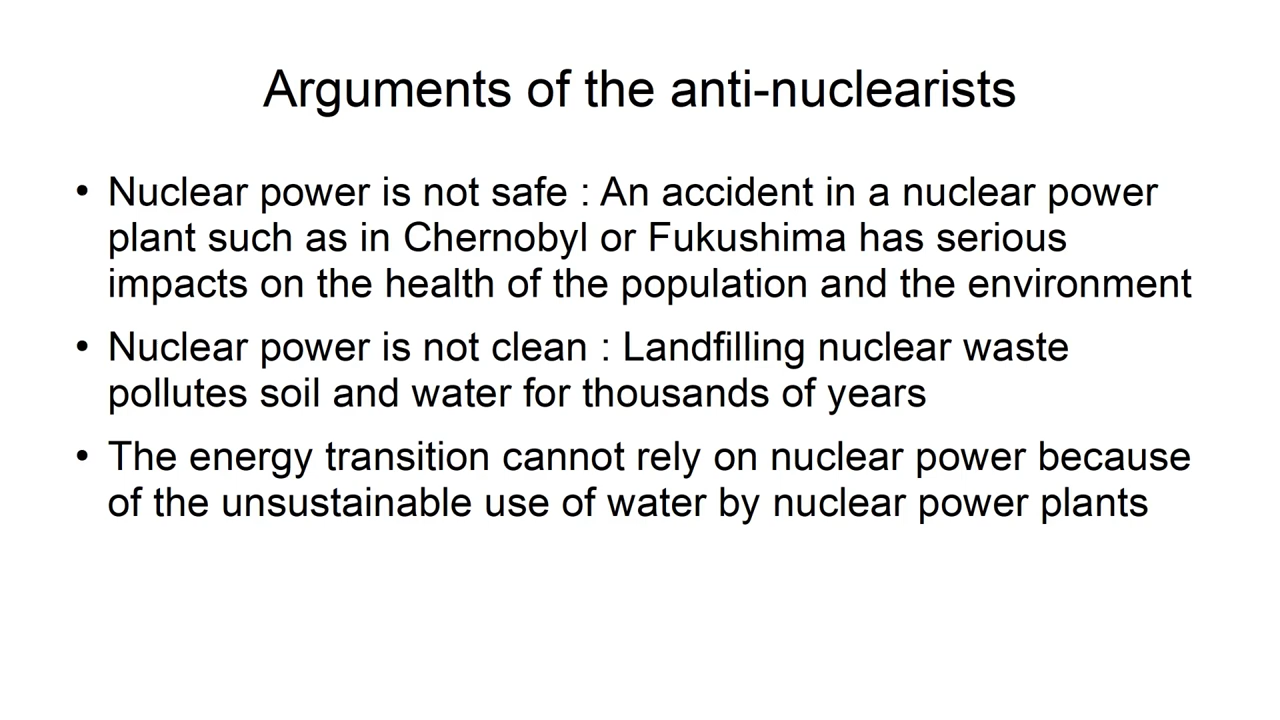 Arguments of the anti-nuclearists
• Nuclear power is not safe : An accident in a nuclear power
plant such as in Chernobyl or Fukushima has serious
impacts on the health of the population and the environment
• Nuclear power is not clean : Landfilling nuclear waste
pollutes soil and water for thousands of years
• The energy transition cannot rely on nuclear power because
of the unsustainable use of water by nuclear power plants